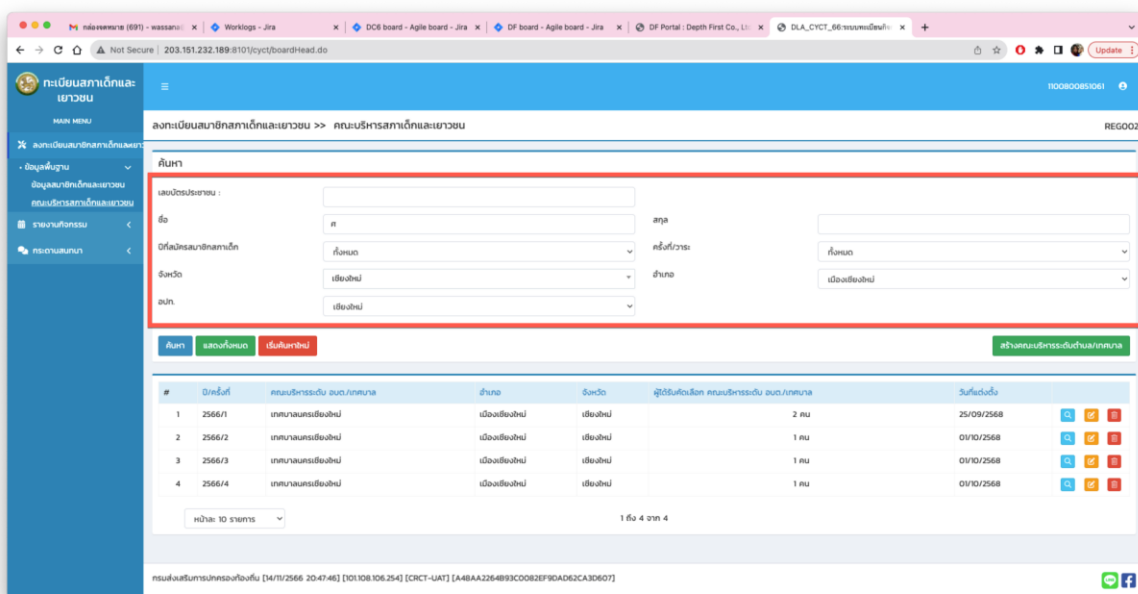 กล่องจดหมาย (691) - wassana
Worklogs - Jira
DC6 board - Agile board - Jira
DF board - Agile board - Jira
DF Portal : Depth First Co., Lt
DLA_CYCT_66:ระบบทะเบียน
Not Secure 203.151.232.189:8101/cyct/boardHead.do
Update
ทะเบียนสภาเด็กและ
เยาวชน
1100800851061
MAIN MENU
ลงทะเบียนสมาชิกสภาเด็กและเยาวชน >> คณะบริหารสภาเด็กและเยาวชน
REG002
ลงทะเบียนสมาชิกสภาเด็กและเยาว
ค้นหา
ข้อมูลพื้นฐาน
ข้อมูลสมาชิกเด็กและเยาวชน
คณะบริหารสภาเด็กและเยาวชน
รายงานกิจกรรม
กระดานสนทนา
เลขบัตรประชาชน :
ชื่อ ศ สกุล
ปีที่สมัครสมาชิกสภาเด็ก ทั้งหมด ครั้งที่/วาระ ทั้งหมด
จังหวัด เชียงใหม่ อำเภอ เมืองเชียงใหม่
อปท. เชียงใหม่
ค้นหา แสดงทั้งหมด เริ่มค้นหาใหม่ สร้างคณะบริหารระดับตำบล/เทศบาล
# ปี/ครั้งที่ คณะบริหารระดับ อบต./เทศบาล อำเภอ จังหวัด ผู้ได้รับคัดเลือก คณะบริหารระดับ อบต./เทศบาล วันที่แต่งตั้ง
1 2566/1 เทศบาลนครเชียงใหม่ เมืองเชียงใหม่ เชียงใหม่ 2 คน 25/09/2568
2 2566/2 เทศบาลนครเชียงใหม่ เมืองเชียงใหม่ เชียงใหม่ 1 คน 01/10/2568
3 2566/3 เทศบาลนครเชียงใหม่ เมืองเชียงใหม่ เชียงใหม่ 1 คน 01/10/2568
4 2566/4 เทศบาลนครเชียงใหม่ เมืองเชียงใหม่ เชียงใหม่ 1 คน 01/10/2568
หน้าละ 10 รายการ 1 ถึง 4 จาก 4
กรมส่งเสริมการปกครองท้องถิ่น [14/11/2566 20:47:46] [101.108.106.254] [CRCT-UAT] [A48AA2264B93C0082EF9DAD62CA3D607]